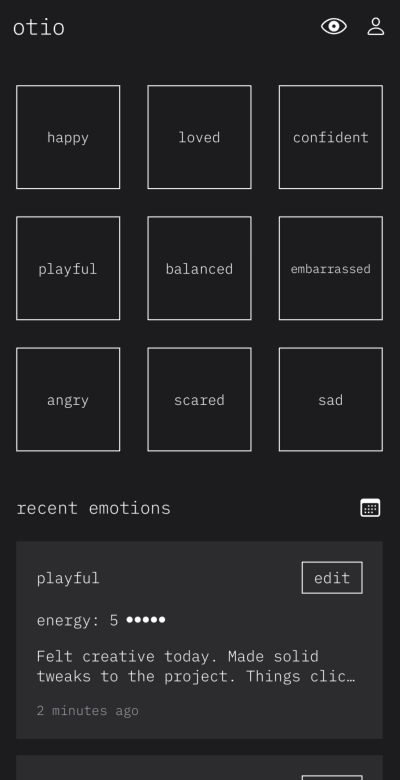 otio
happy
loved
confident
playful
balanced
embarrassed
angry
scared
sad
recent emotions
playful
edit
energy: 5
Felt creative today. Made solid
tweaks to the project. Things clic…
2 minutes ago